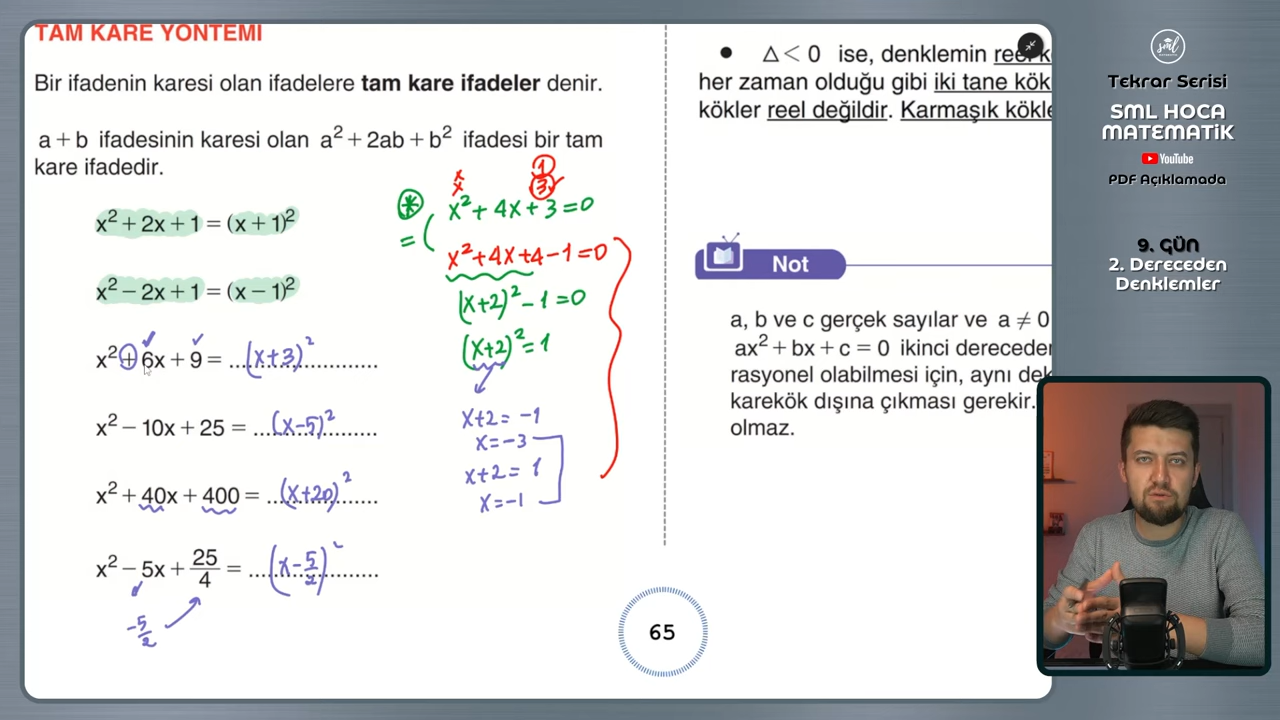 TAM KARE YÖNTEMİ
Bir ifadenin karesi olan ifadelere tam kare ifadeler denir.
a + b ifadesinin karesi olan a² + 2ab + b² ifadesi bir tam
kare ifadedir.
x² + 2x + 1 = (x + 1)²
x² − 2x + 1 = (x − 1)²
x² + 6x + 9 = ....(x+3)²..............
x² − 10x + 25 = ....(x−5)²........
x² + 40x + 400 = ....(x+20)²......
x² − 5x + 25/4 = ....(x − 5/2)²........
−5/2
x
x
1
3
* x² + 4x + 3 = 0
= (
x² + 4x + 4 − 1 = 0
(x+2)² − 1 = 0
(x+2)² = 1
x+2 = −1
x = −3
x+2 = 1
x = −1
65
• Δ < 0 ise, denklemin
her zaman olduğu gibi iki tane kök
kökler reel değildir. Karmaşık kökle
Not
a, b ve c gerçek sayılar ve a ≠ 0
ax² + bx + c = 0 ikinci dereceder
rasyonel olabilmesi için, aynı
karekök dışına çıkması gerekir.
olmaz.
sml
Tekrar Serisi
SML HOCA
MATEMATİK
YouTube
PDF Açıklamada
9. GÜN
2. Dereceden
Denklemler